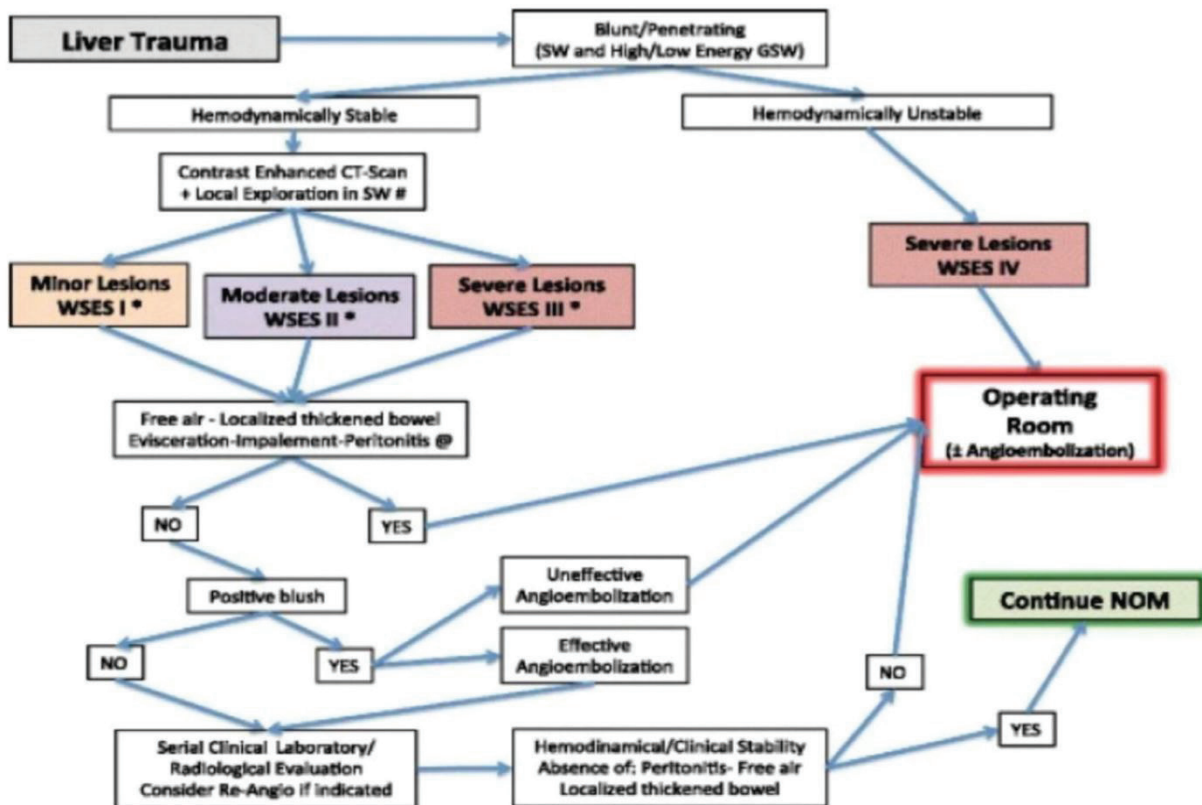 Liver Trauma
Blunt/Penetrating
(SW and High/Low Energy GSW)
Hemodynamically Stable
Hemodynamically Unstable
Contrast Enhanced CT-Scan
+ Local Exploration in SW #
Minor Lesions
WSES I *
Moderate Lesions
WSES II *
Severe Lesions
WSES III *
Severe Lesions
WSES IV
Free air - Localized thickened bowel
Evisceration-Impalement-Peritonitis @
Operating
Room
(± Angioembolization)
NO
YES
Positive blush
Uneffective
Angioembolization
Continue NOM
NO
YES
Effective
Angioembolization
NO
YES
Serial Clinical Laboratory/
Radiological Evaluation
Consider Re-Angio if indicated
Hemodinamical/Clinical Stability
Absence of: Peritonitis- Free air
Localized thickened bowel